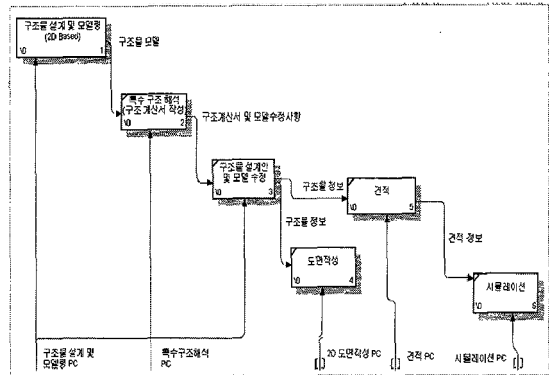 구조물 설계 및 모델링
(2D Based)
\0 1
구조물 모델
특수 구조 해석
(구조 계산서 작성
\0 2
구조계산서 및 모델수정사항
구조물 설계안
및 모델 수정
\0 3
구조물 정보
견적
\0 5
구조물 정보
도면작성
\0 4
견적 정보
시뮬레이션
\0 6
구조물 설계 및
모델링 PC
특수구조해석
PC
2D 도면작성 PC
견적 PC
시뮬레이션 PC